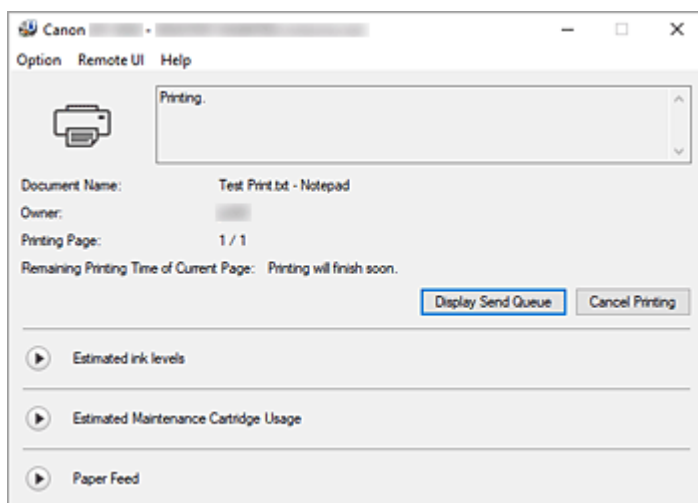 Canon -
Option Remote UI Help
Printing.
Document Name: Test Print.txt - Notepad
Owner:
Printing Page: 1 / 1
Remaining Printing Time of Current Page: Printing will finish soon.
Display Send Queue Cancel Printing
Estimated ink levels
Estimated Maintenance Cartridge Usage
Paper Feed